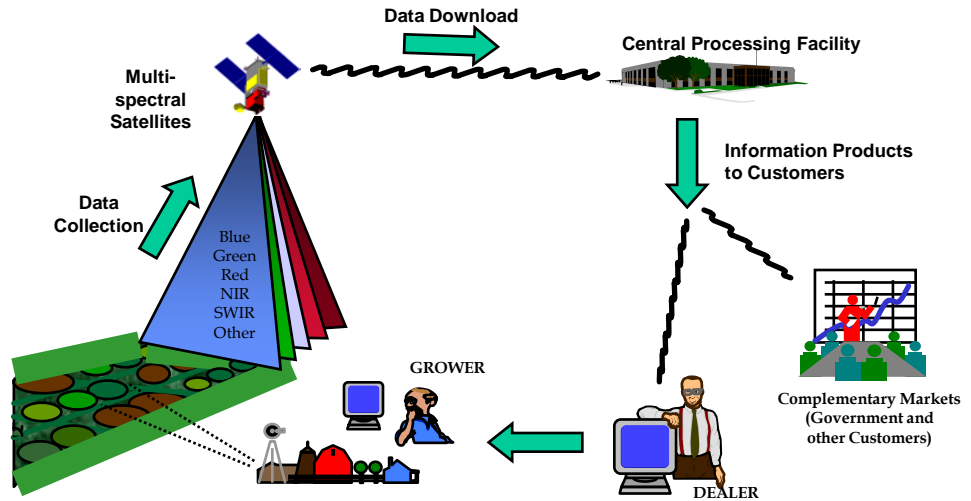 Data Download
Central Processing Facility
Multi-
spectral
Satellites
Information Products
to Customers
Data
Collection
Blue
Green
Red
NIR
SWIR
Other
GROWER
Complementary Markets
(Government and
other Customers)
DEALER